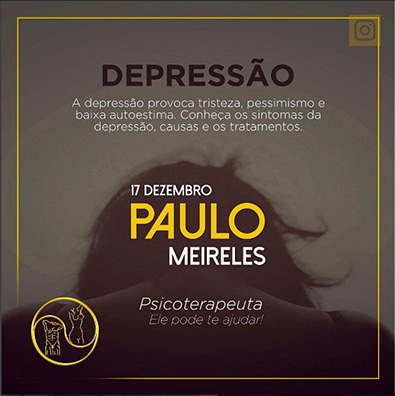 DEPRESSÃO
A depressão provoca tristeza, pessimismo e
baixa autoestima. Conheça os sintomas da
depressão, causas e os tratamentos.
17 DEZEMBRO
PAULO
MEIRELES
Psicoterapeuta
Ele pode te ajudar!